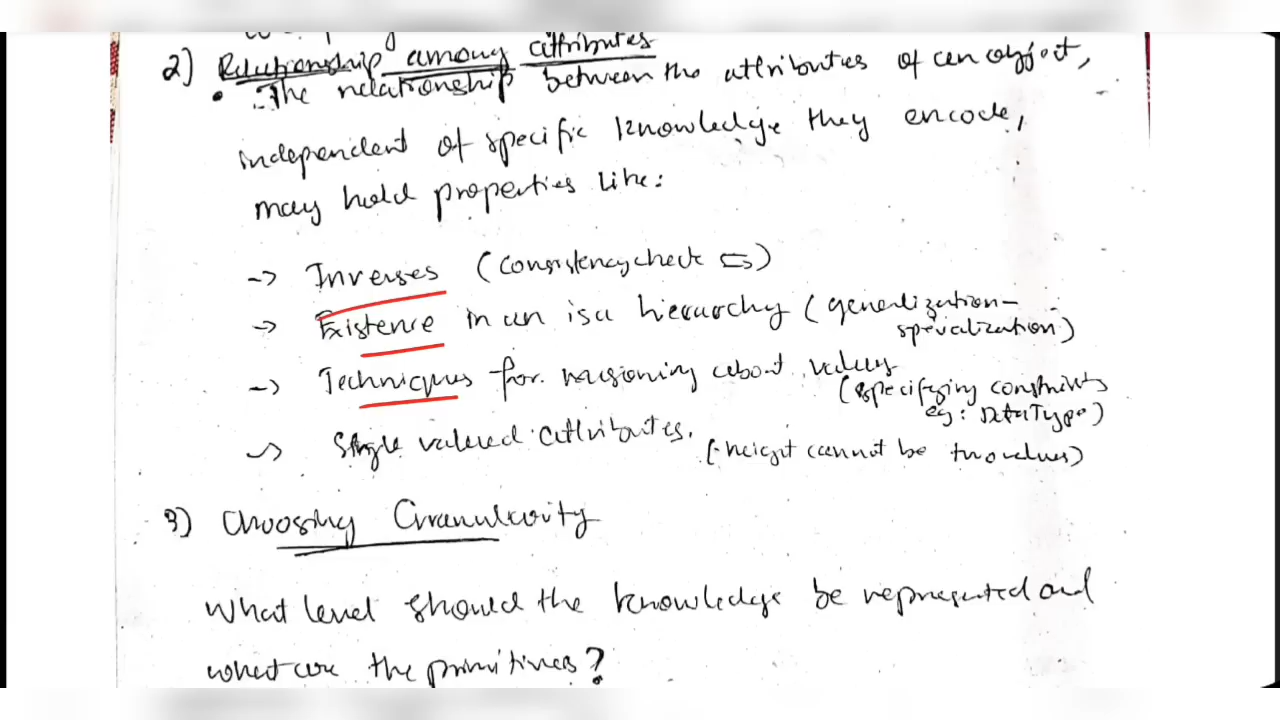 2) Relationship among attributes
• The relationship between the attributes of an object,
independent of specific knowledge they encode,
may hold properties like:
-> Inverses (consistency check ⇆)
-> Existence in an isa hierarchy (generalization-
specialization)
-> Techniques for reasoning about values
(specifying constraints
eg: DataType)
-> Single valued attributes.
(height cannot be two values)
3) Choosing Granularity
What level should the knowledge be represented and
what are the primitives?